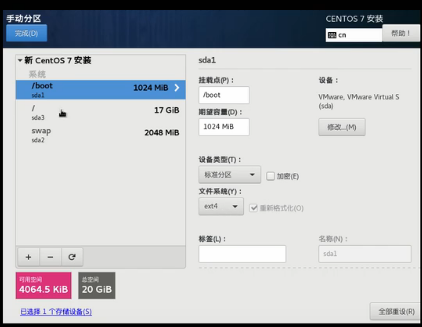 手动分区
CENTOS 7 安装
完成(D)
cn
帮助！
新 CentOS 7 安装
系统
/boot
1024 MiB
sda1
/
17 GiB
sda3
swap
2048 MiB
sda2
+ - 
可用空间
4064.5 KiB
总空间
20 GiB
已选择 1 个存储设备(S)
sda1
挂载点(P)：
/boot
期望容量(D)：
1024 MiB
设备：
VMware, VMware Virtual S
(sda)
修改...(M)
设备类型(T)：
标准分区
加密(E)
文件系统(Y)：
ext4
重新格式化(O)
标签(L)：
名称(N)：
sda1
全部重设(R)